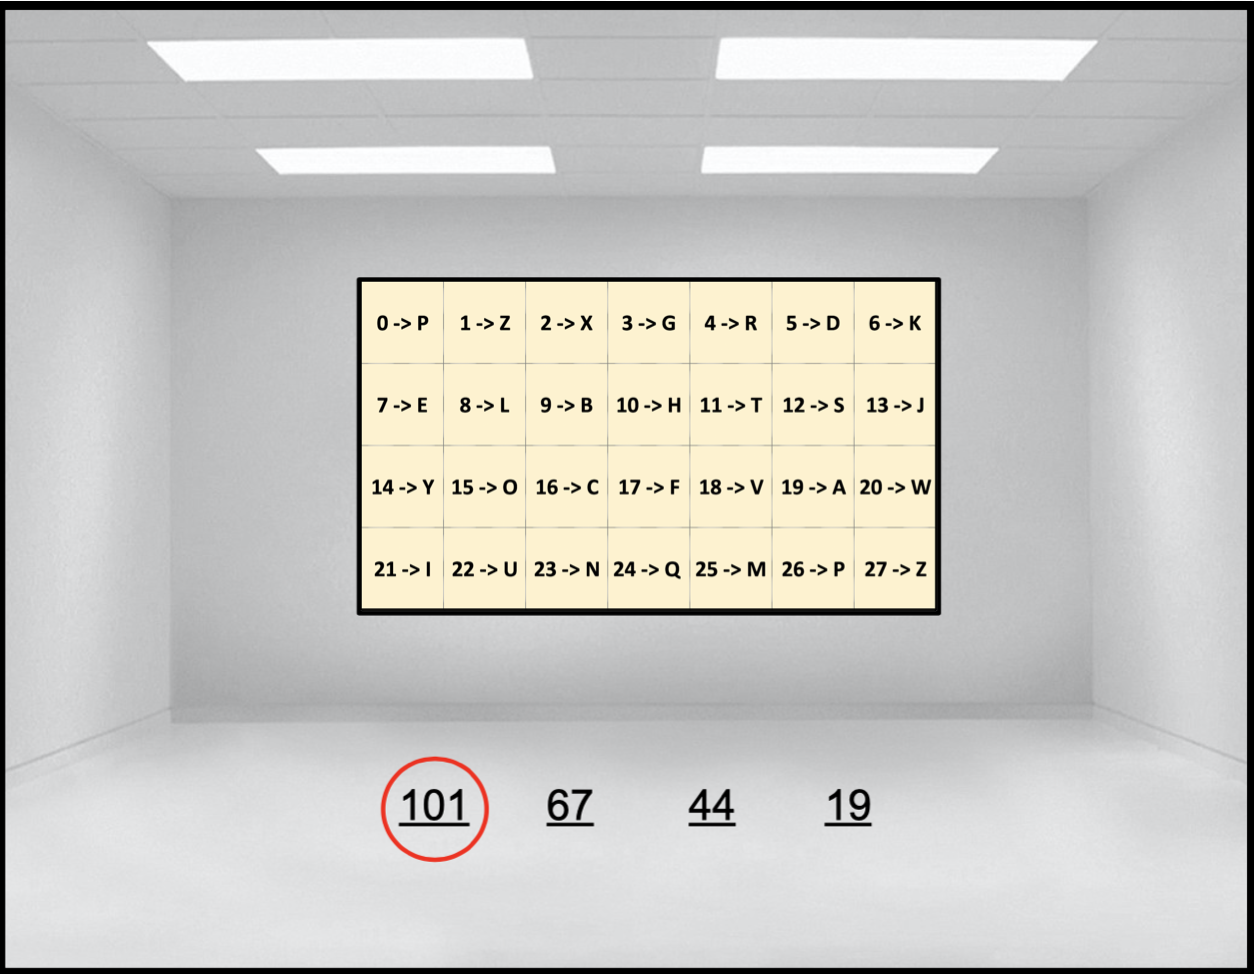 0 -> P 1 -> Z 2 -> X 3 -> G 4 -> R 5 -> D 6 -> K
7 -> E 8 -> L 9 -> B 10 -> H 11 -> T 12 -> S 13 -> J
14 -> Y 15 -> O 16 -> C 17 -> F 18 -> V 19 -> A 20 -> W
21 -> I 22 -> U 23 -> N 24 -> Q 25 -> M 26 -> P 27 -> Z
101 67 44 19